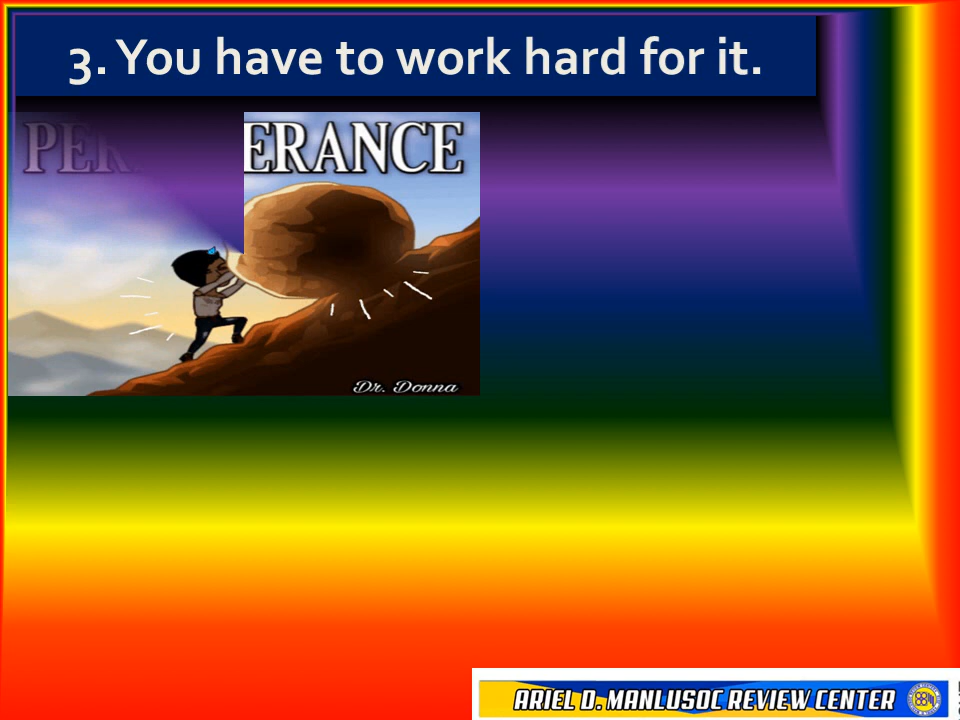 3. You have to work hard for it.
PER ERANCE
Dr. Donna
ARIEL D. MANLUSOC REVIEW CENTER